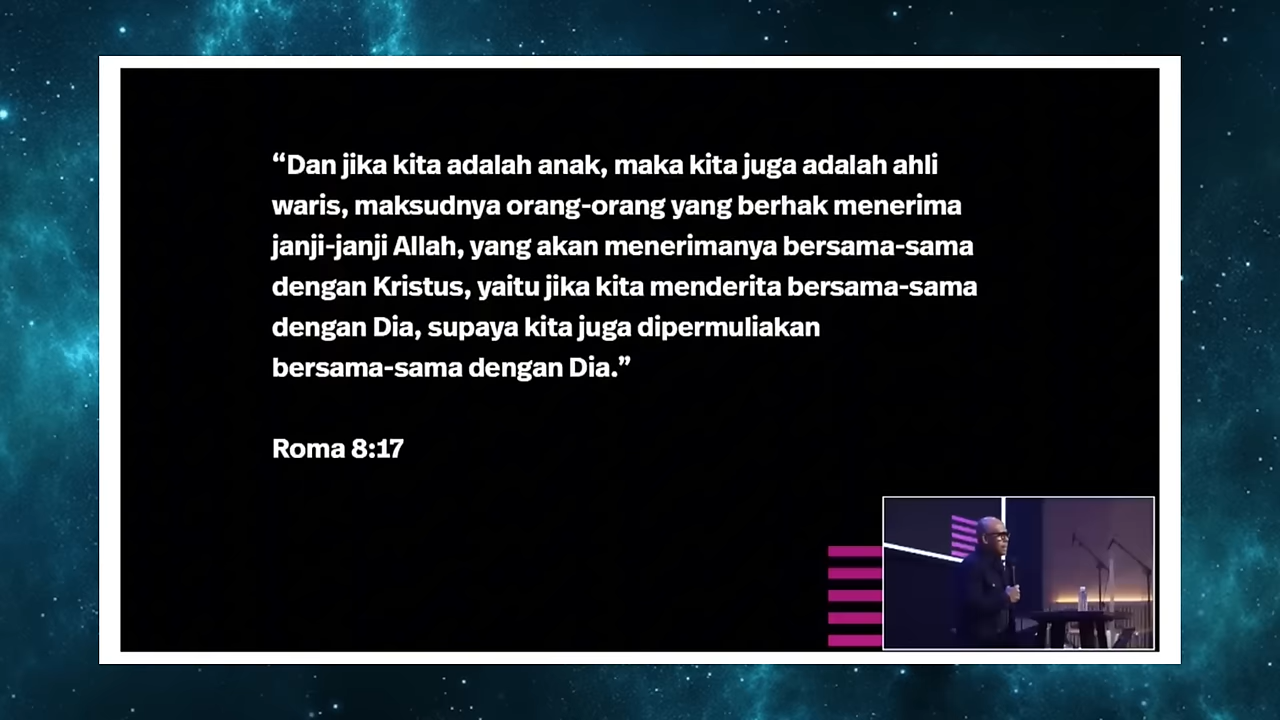 “Dan jika kita adalah anak, maka kita juga adalah ahli
waris, maksudnya orang-orang yang berhak menerima
janji-janji Allah, yang akan menerimanya bersama-sama
dengan Kristus, yaitu jika kita menderita bersama-sama
dengan Dia, supaya kita juga dipermuliakan
bersama-sama dengan Dia.”
Roma 8:17